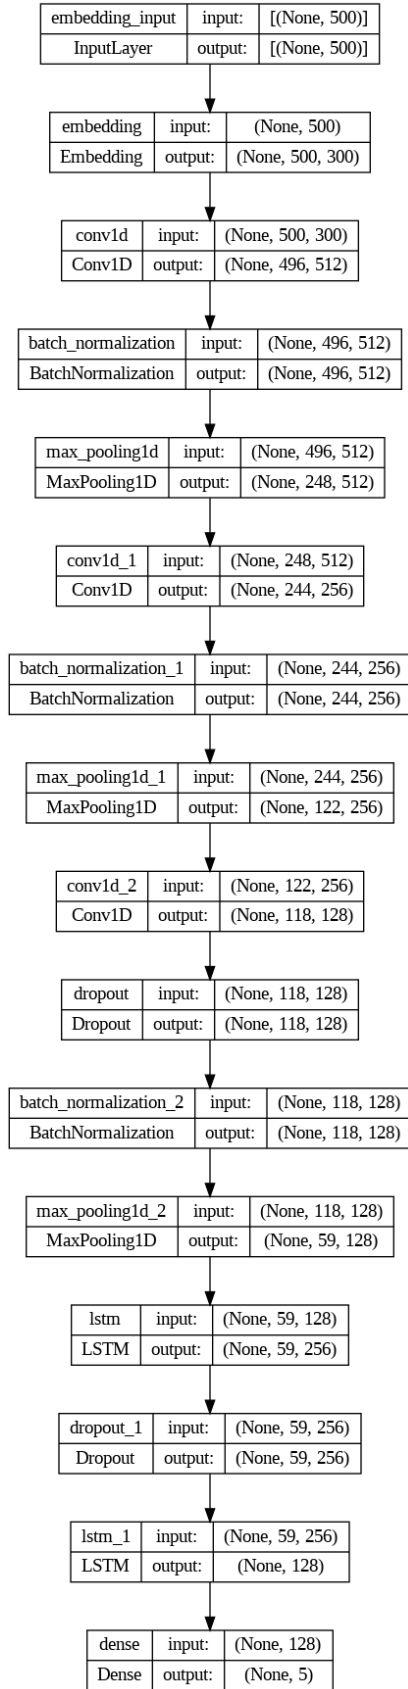 embedding_input input: [(None, 500)]
InputLayer output: [(None, 500)]
embedding input: (None, 500)
Embedding output: (None, 500, 300)
conv1d input: (None, 500, 300)
Conv1D output: (None, 496, 512)
batch_normalization input: (None, 496, 512)
BatchNormalization output: (None, 496, 512)
max_pooling1d input: (None, 496, 512)
MaxPooling1D output: (None, 248, 512)
conv1d_1 input: (None, 248, 512)
Conv1D output: (None, 244, 256)
batch_normalization_1 input: (None, 244, 256)
BatchNormalization output: (None, 244, 256)
max_pooling1d_1 input: (None, 244, 256)
MaxPooling1D output: (None, 122, 256)
conv1d_2 input: (None, 122, 256)
Conv1D output: (None, 118, 128)
dropout input: (None, 118, 128)
Dropout output: (None, 118, 128)
batch_normalization_2 input: (None, 118, 128)
BatchNormalization output: (None, 118, 128)
max_pooling1d_2 input: (None, 118, 128)
MaxPooling1D output: (None, 59, 128)
lstm input: (None, 59, 128)
LSTM output: (None, 59, 256)
dropout_1 input: (None, 59, 256)
Dropout output: (None, 59, 256)
lstm_1 input: (None, 59, 256)
LSTM output: (None, 128)
dense input: (None, 128)
Dense output: (None, 5)